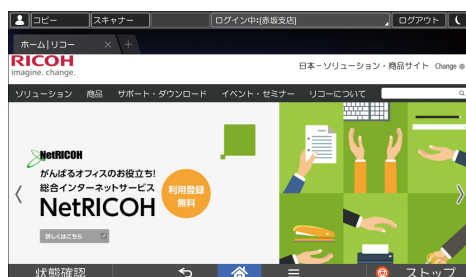 コピー
スキャナー
ログイン中:[赤坂支店]
ログアウト
ホーム|リコー
RICOH
imagine. change.
日本 - ソリューション・商品サイト Change
ソリューション 商品 サポート・ダウンロード イベント・セミナー リコーについて
NetRICOH
がんばるオフィスのお役立ち!
総合インターネットサービス
NetRICOH
利用登録
無料
詳しくはこちら
状態確認
ストップ